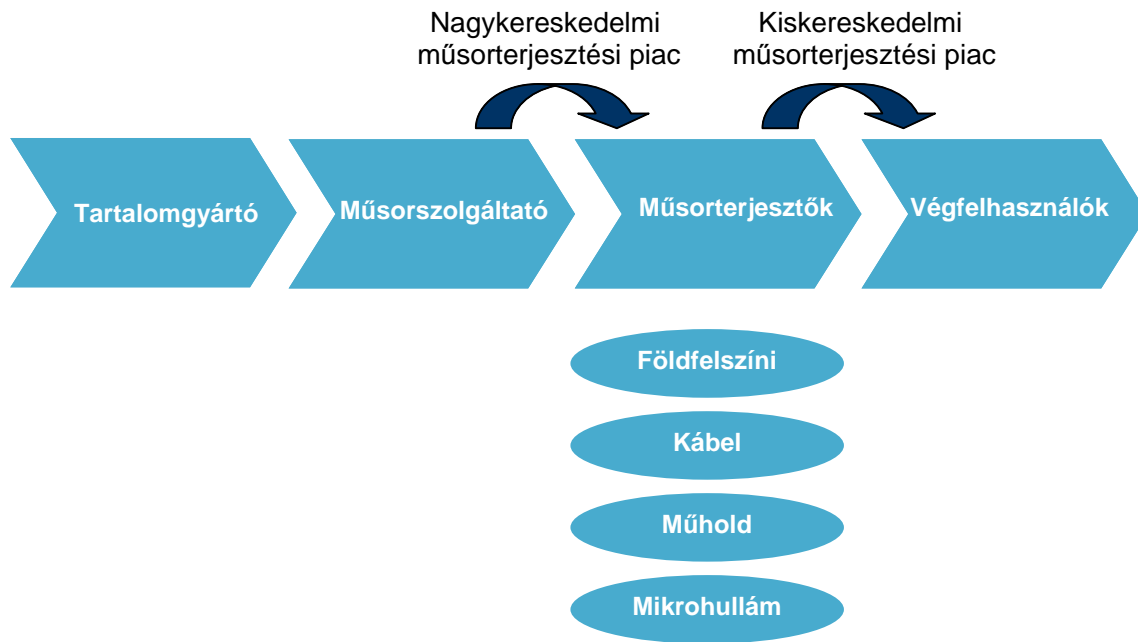 Nagykereskedelmi
műsorterjesztési piac
Kiskereskedelmi
műsorterjesztési piac
Tartalomgyártó
Műsorszolgáltató
Műsorterjesztők
Végfelhasználók
Földfelszíni
Kábel
Műhold
Mikrohullám